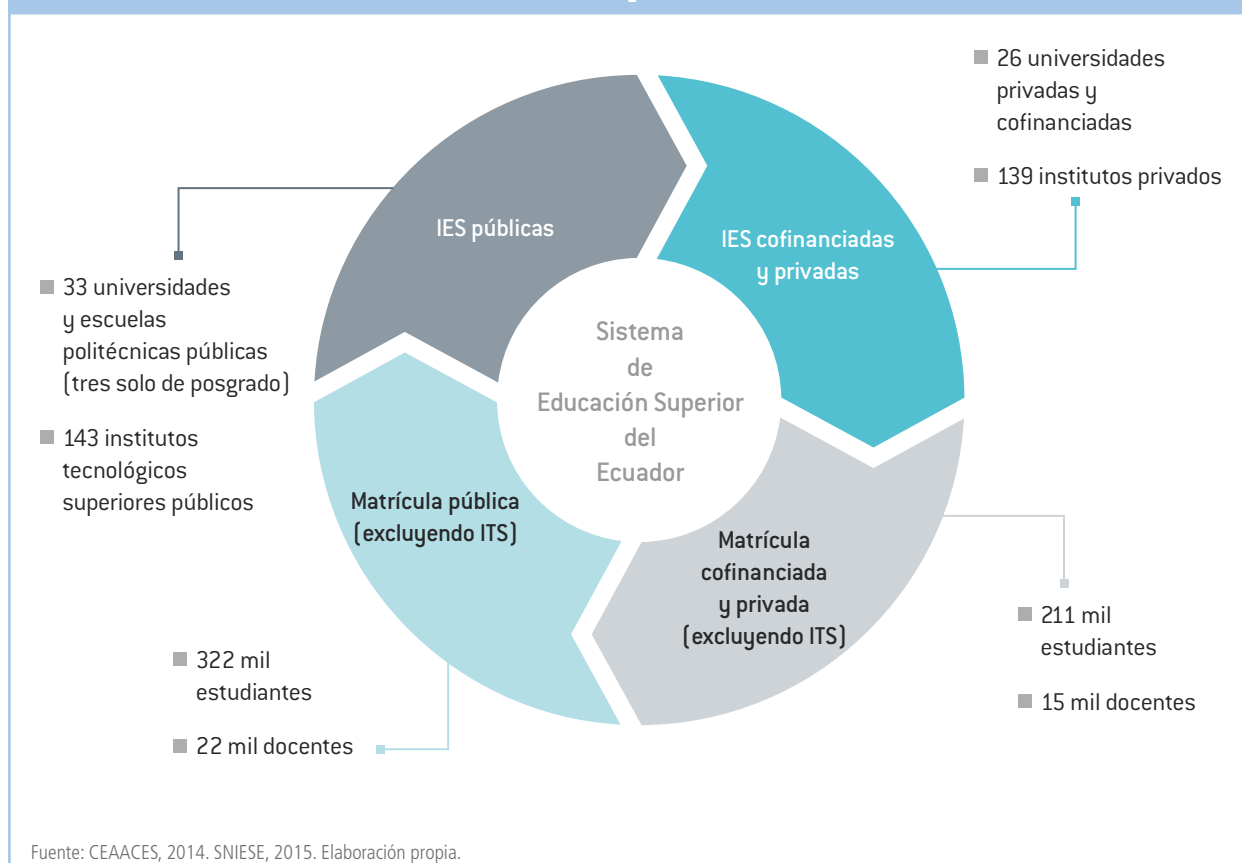 26 universidades
privadas y
cofinanciadas
139 institutos privados
IES públicas
IES cofinanciadas
y privadas
33 universidades
y escuelas
politécnicas públicas
(tres solo de posgrado)
143 institutos
tecnológicos
superiores públicos
Sistema
de
Educación Superior
del
Ecuador
Matrícula pública
(excluyendo ITS)
Matrícula
cofinanciada
y privada
(excluyendo ITS)
322 mil
estudiantes
22 mil docentes
211 mil
estudiantes
15 mil docentes
Fuente: CEAACES, 2014. SNIESE, 2015. Elaboración propia.